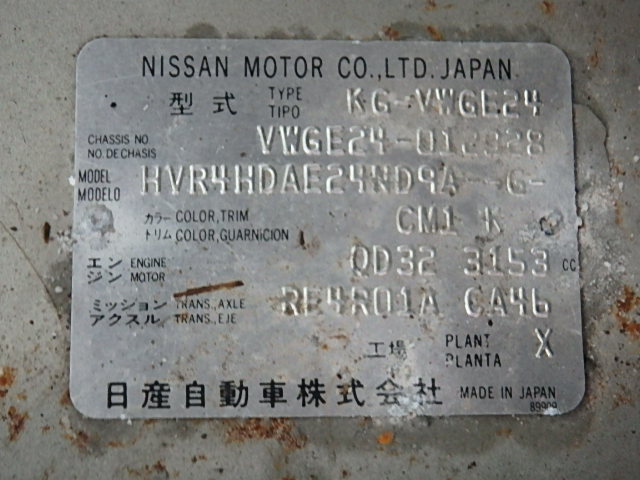 NISSAN MOTOR CO.,LTD. JAPAN
型式 TYPE TIPO KG-VWGE24
CHASSIS NO. NO. DE CHASIS VWGE24-012828
MODEL MODELO HVR4HDAE24ND9A--G-
カラー COLOR,TRIM トリム COLOR,GUARNICION CM1 K
エンジン ENGINE MOTOR QD32 3153 CC
ミッション TRANS.,AXLE アクスル TRANS.,EJE RE4R01A CA46
工場 PLANT PLANTA X
日産自動車株式会社 MADE IN JAPAN
89909